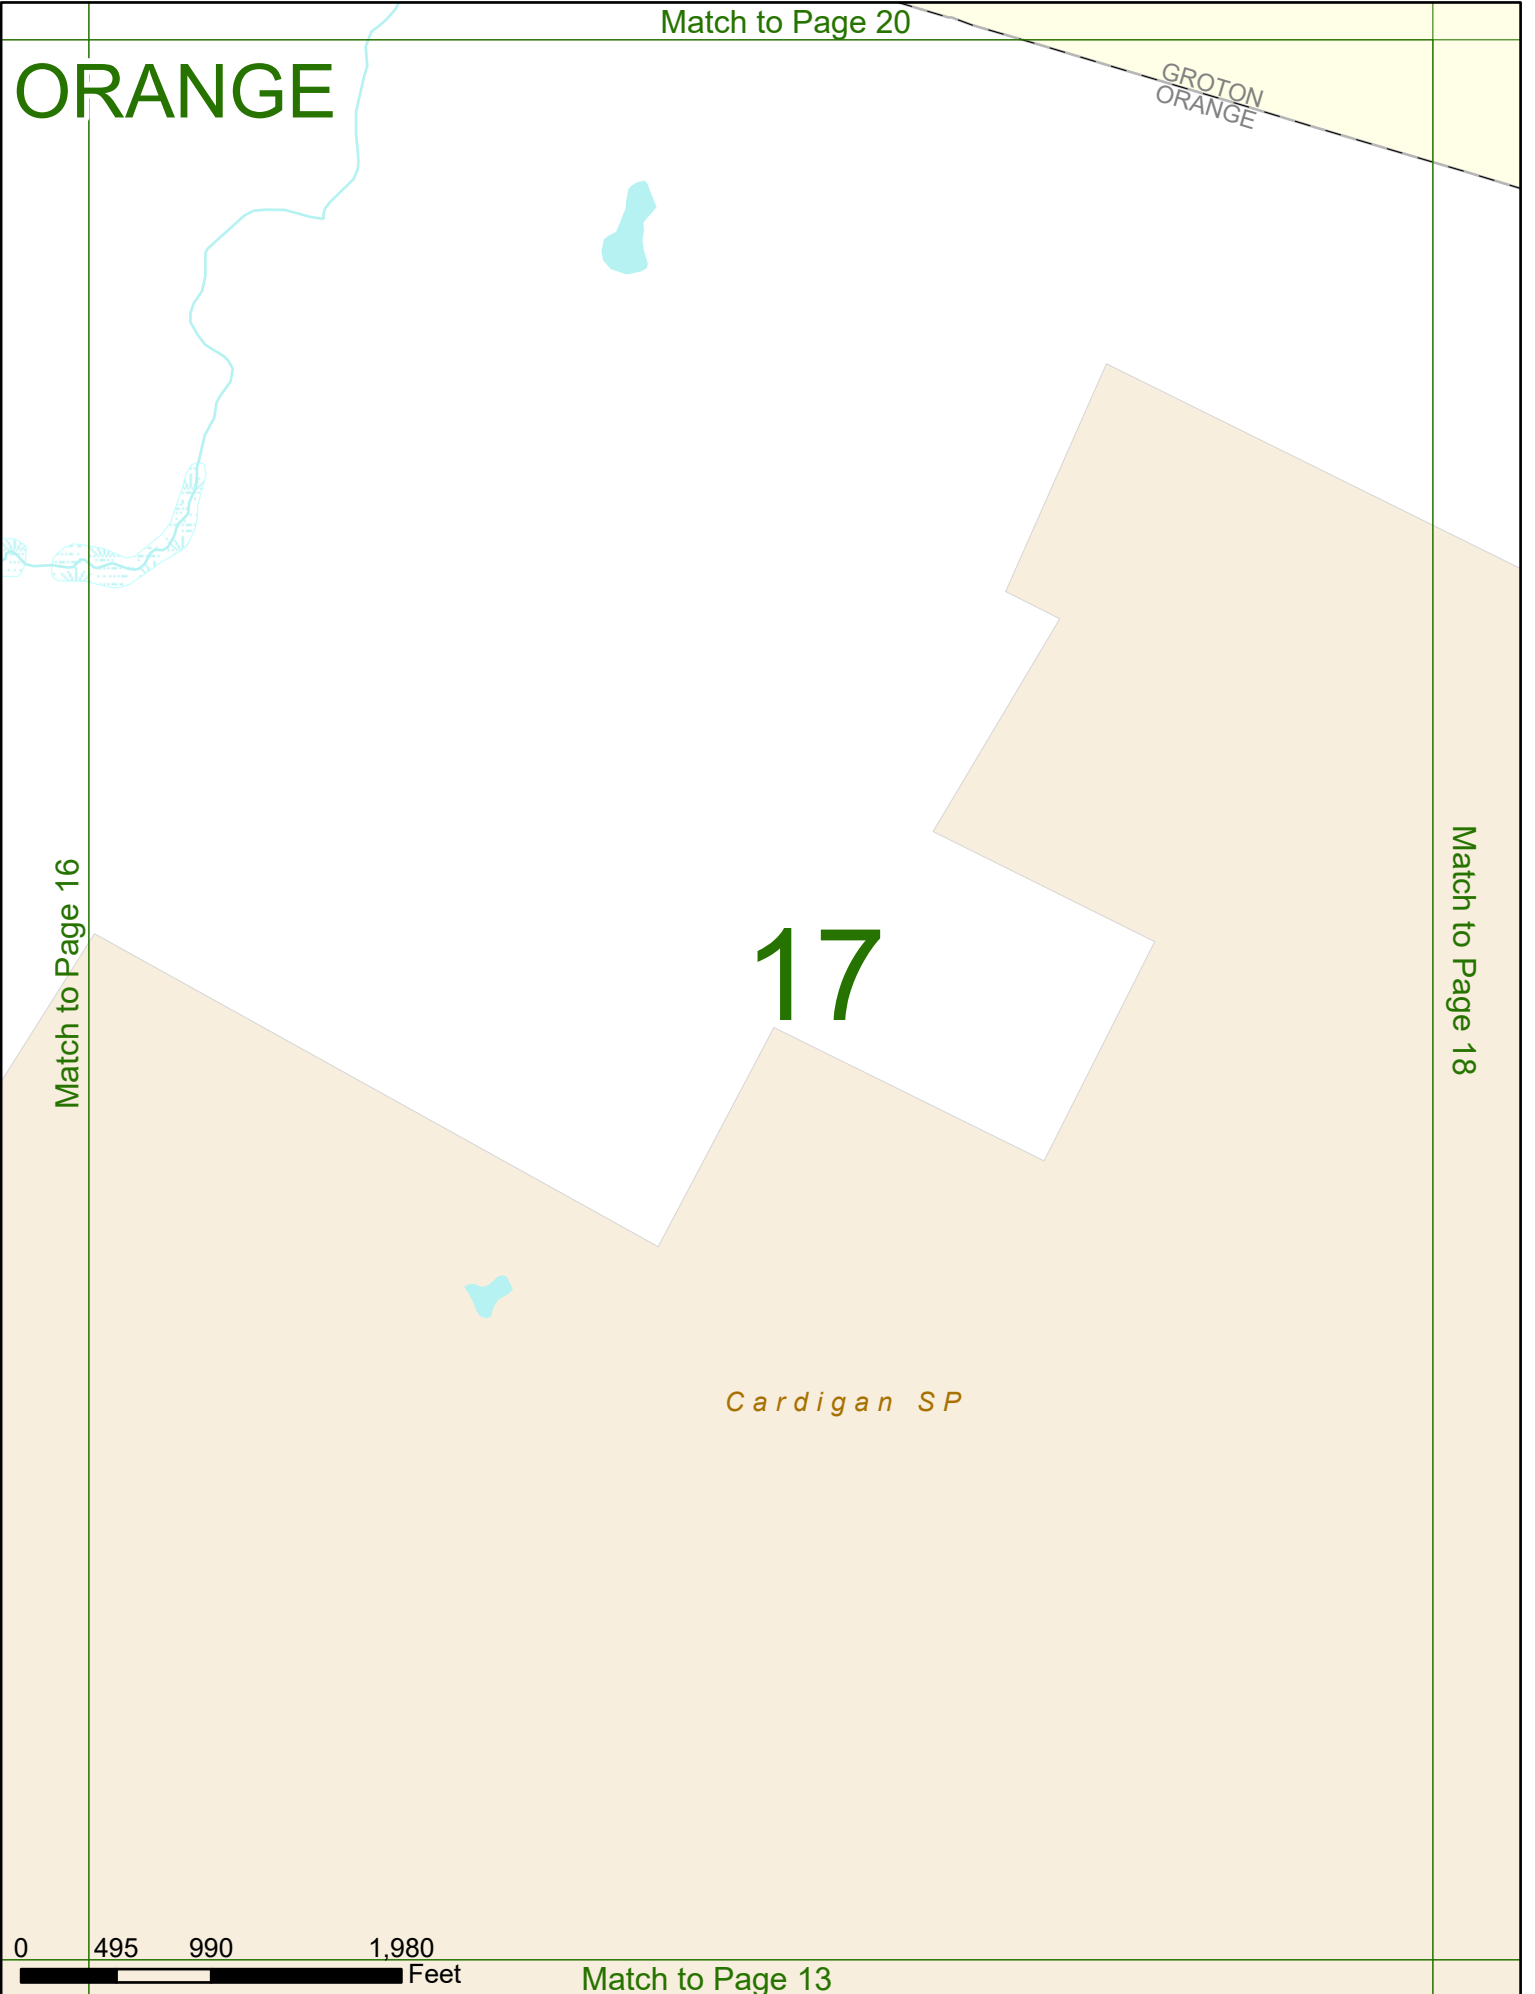 Match to Page 20
ORANGE
GROTON
ORANGE
Match to Page 16
Match to Page 18
17
Cardigan SP
0 495 990 1,980
Feet
Match to Page 13